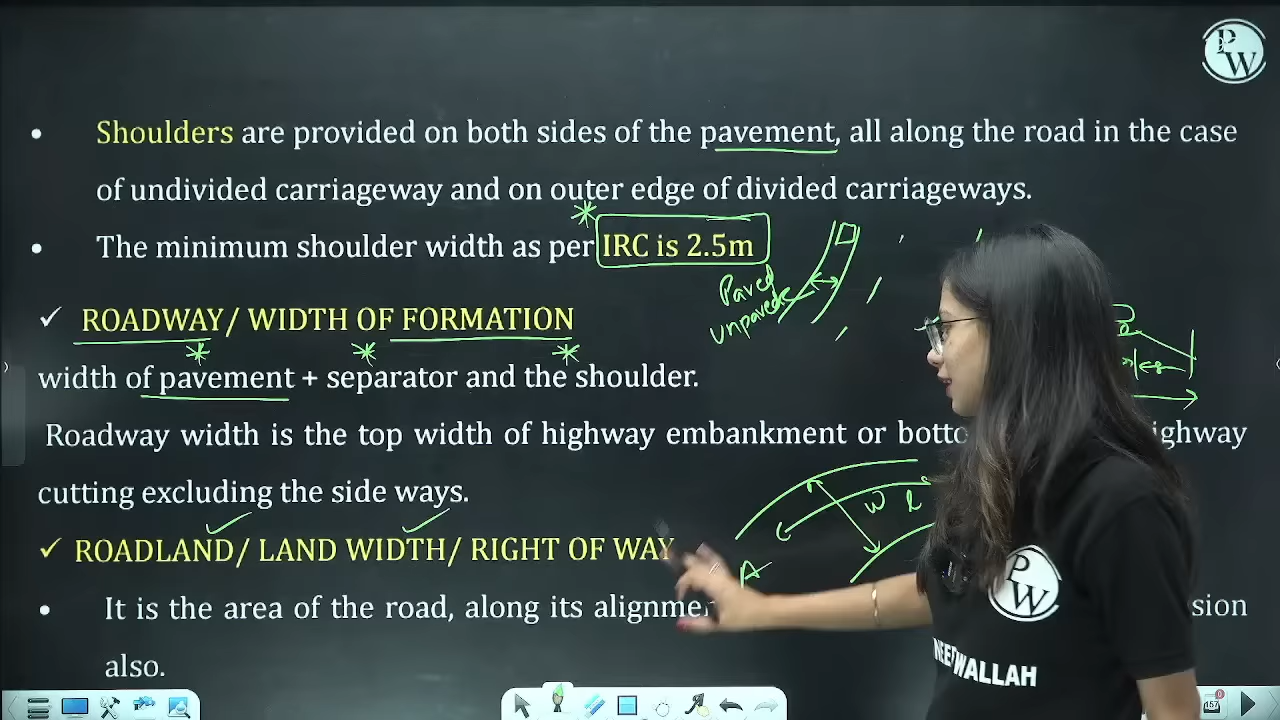 PW
Shoulders are provided on both sides of the pavement, all along the road in the case
of undivided carriageway and on outer edge of divided carriageways.
The minimum shoulder width as per IRC is 2.5m
Paved
unpaved
ROADWAY/ WIDTH OF FORMATION
width of pavement + separator and the shoulder.
Roadway width is the top width of highway embankment or
cutting excluding the side ways.
W
ROADLAND/ LAND WIDTH/ RIGHT OF WAY
A
It is the area of the road, along its
also.
PW
WALLAH
157